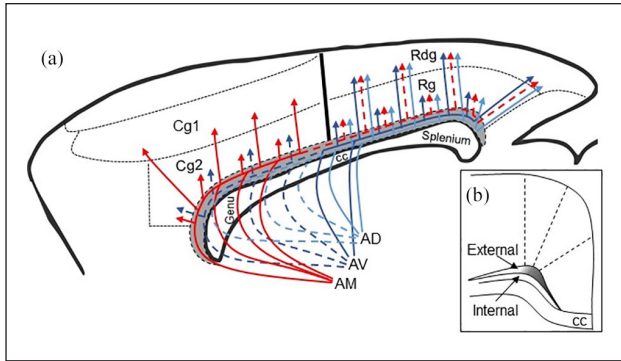 (a)
Rdg
Rg
Cg1
Cg2
Splenium
cc
Genu
AD
AV
AM
(b)
External
Internal
cc